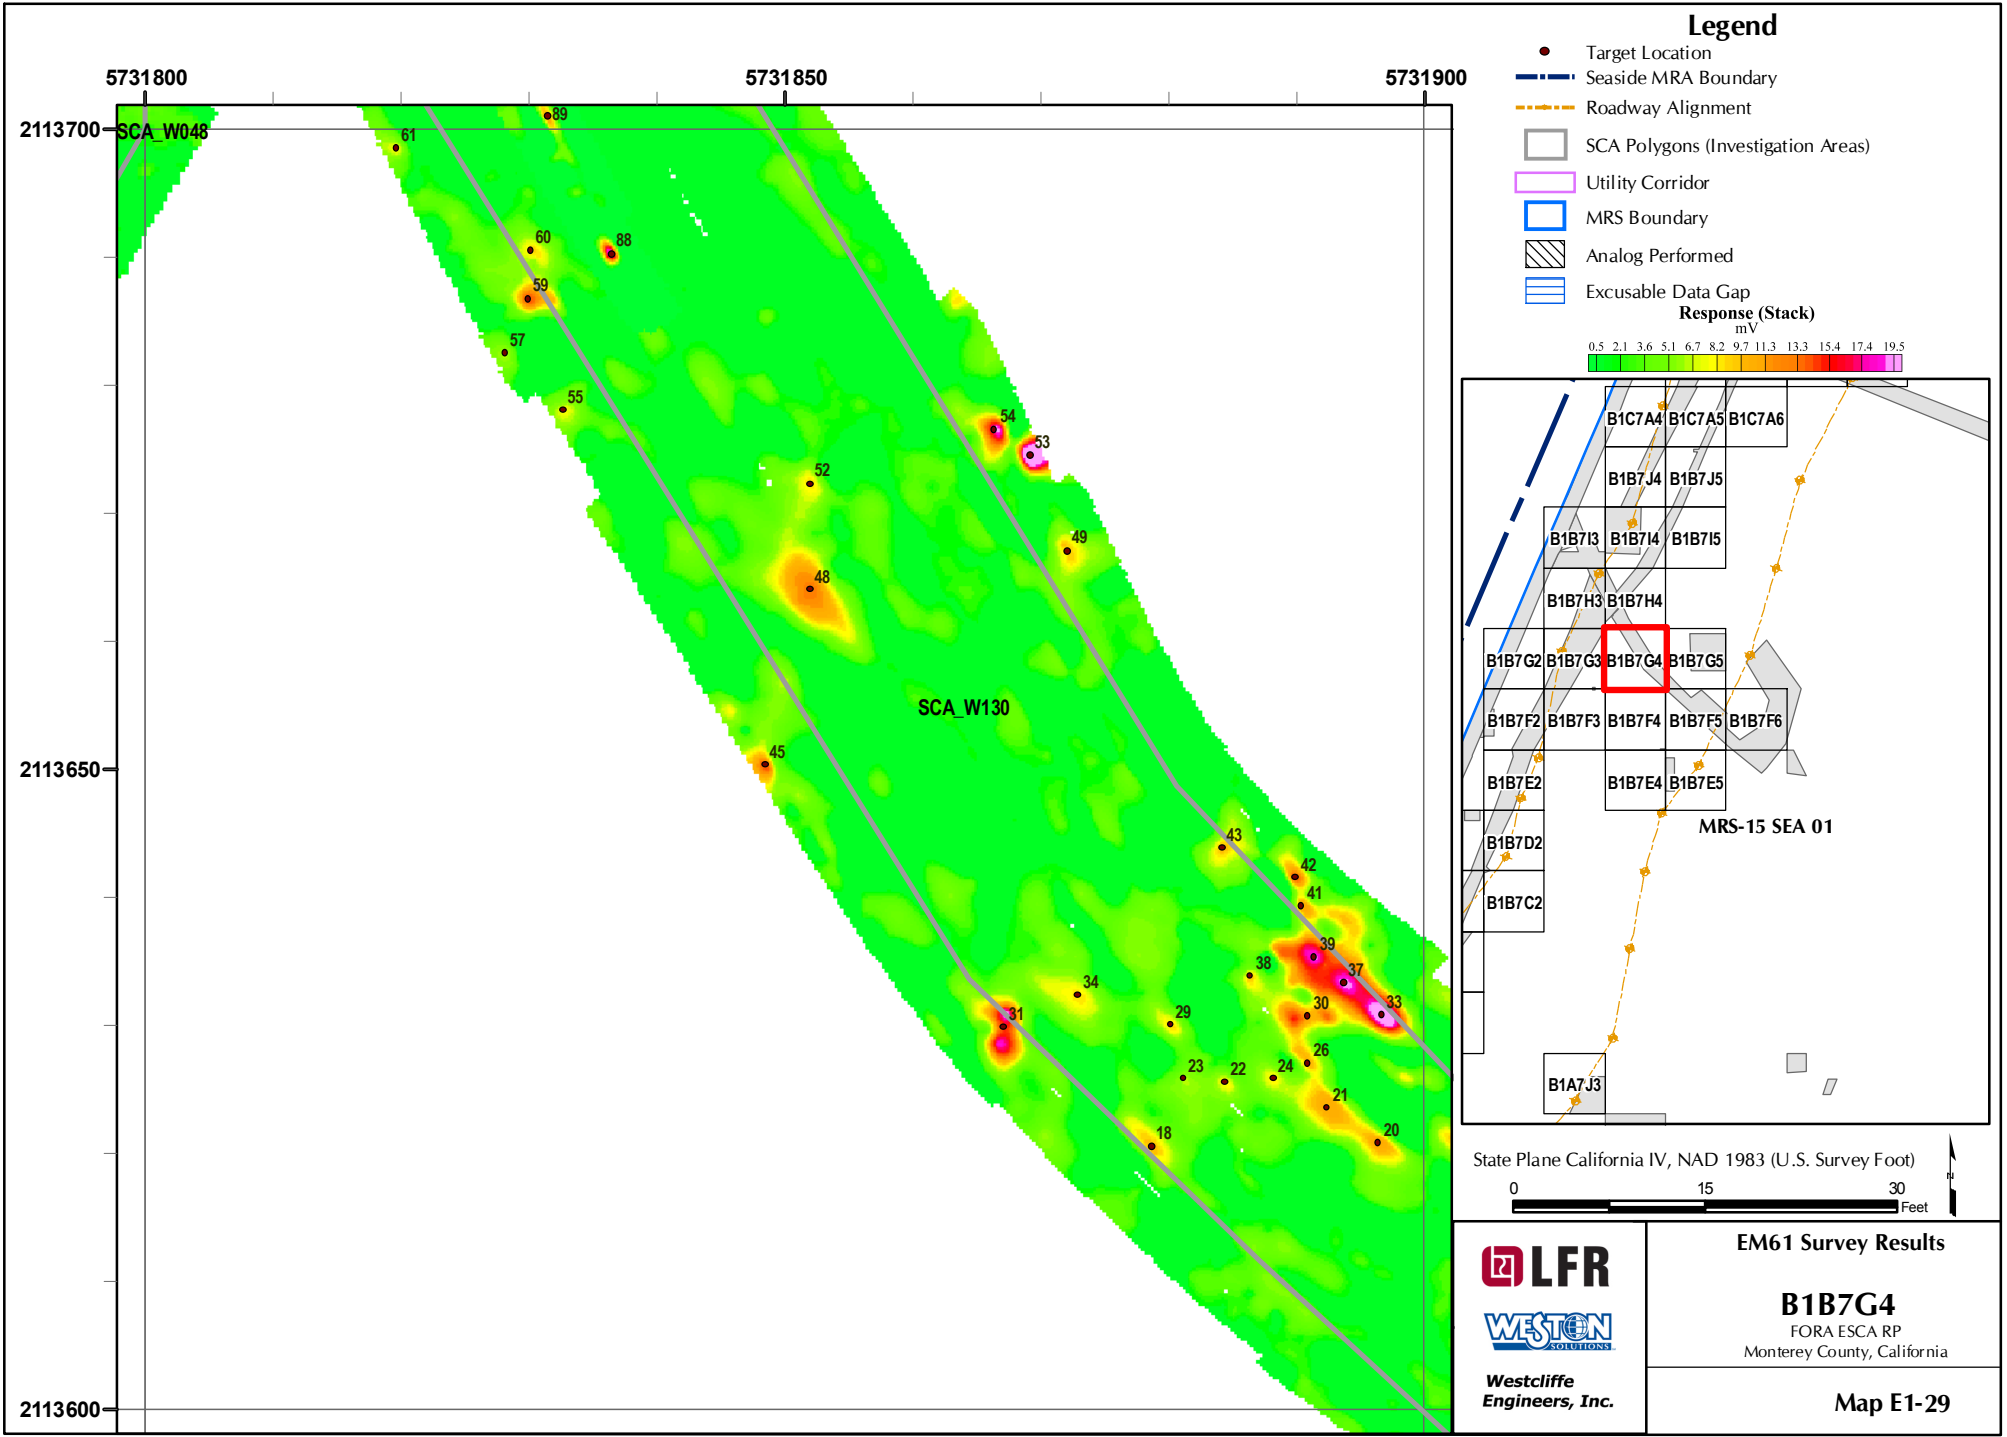 Legend
Target Location
Seaside MRA Boundary
Roadway Alignment
SCA Polygons (Investigation Areas)
Utility Corridor
MRS Boundary
Analog Performed
Excusable Data Gap
Response (Stack)
mV
0.5 2.1 3.6 5.1 6.7 8.2 9.7 11.3 13.3 15.4 17.4 19.5
5731800 5731850 5731900
2113700
2113650
2113600
SCA_W048
SCA_W130
89
61
60
88
59
57
55
54
53
52
49
48
45
43
42
41
39
38
37
34
33
31
30
29
26
24
23
22
21
20
18
B1C7A4 B1C7A5 B1C7A6
B1B7J4 B1B7J5
B1B7I3 B1B7I4 B1B7I5
B1B7H3 B1B7H4
B1B7G2 B1B7G3 B1B7G4 B1B7G5
B1B7F2 B1B7F3 B1B7F4 B1B7F5 B1B7F6
B1B7E2 B1B7E4 B1B7E5
MRS-15 SEA 01
B1B7D2
B1B7C2
B1A7J3
State Plane California IV, NAD 1983 (U.S. Survey Foot)
0 15 30
Feet
N
LFR
WESTON
SOLUTIONS
Westcliffe
Engineers, Inc.
EM61 Survey Results
B1B7G4
FORA ESCA RP
Monterey County, California
Map E1-29